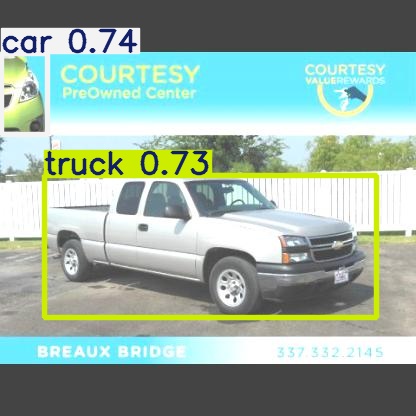 car 0.74
COURTESY
PreOwned Center
COURTESY
VALUEREWARDS
truck 0.73
BREAUX BRIDGE
337.332.2145